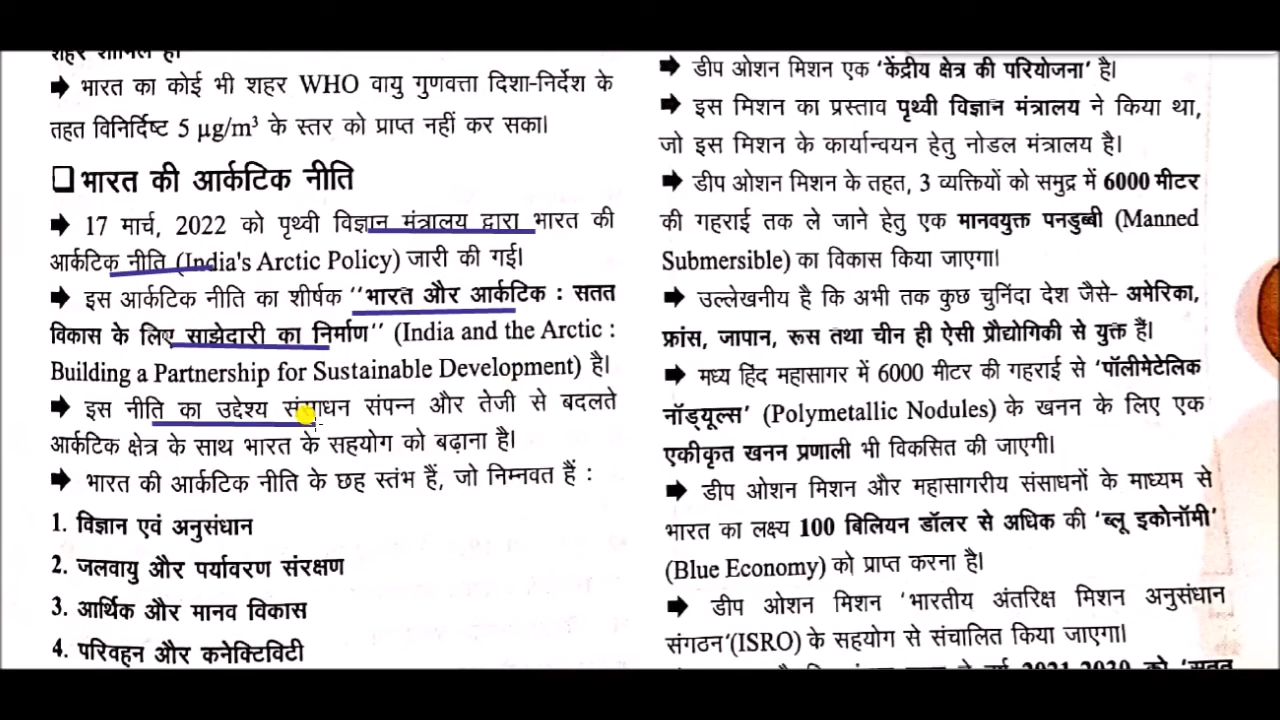 शहर शामिल हैं।
➔ भारत का कोई भी शहर WHO वायु गुणवत्ता दिशा-निर्देश के
तहत विनिर्दिष्ट 5 µg/m³ के स्तर को प्राप्त नहीं कर सका।
❑ भारत की आर्कटिक नीति
➔ 17 मार्च, 2022 को पृथ्वी विज्ञान मंत्रालय द्वारा भारत की
आर्कटिक नीति (India's Arctic Policy) जारी की गई।
➔ इस आर्कटिक नीति का शीर्षक ''भारत और आर्कटिक : सतत
विकास के लिए साझेदारी का निर्माण'' (India and the Arctic :
Building a Partnership for Sustainable Development) है।
➔ इस नीति का उद्देश्य संसाधन संपन्न और तेजी से बदलते
आर्कटिक क्षेत्र के साथ भारत के सहयोग को बढ़ाना है।
➔ भारत की आर्कटिक नीति के छह स्तंभ हैं, जो निम्नवत हैं :
1. विज्ञान एवं अनुसंधान
2. जलवायु और पर्यावरण संरक्षण
3. आर्थिक और मानव विकास
4. परिवहन और कनेक्टिविटी
➔ डीप ओशन मिशन एक 'केंद्रीय क्षेत्र की परियोजना' है।
➔ इस मिशन का प्रस्ताव पृथ्वी विज्ञान मंत्रालय ने किया था,
जो इस मिशन के कार्यान्वयन हेतु नोडल मंत्रालय है।
➔ डीप ओशन मिशन के तहत, 3 व्यक्तियों को समुद्र में 6000 मीटर
की गहराई तक ले जाने हेतु एक मानवयुक्त पनडुब्बी (Manned
Submersible) का विकास किया जाएगा।
➔ उल्लेखनीय है कि अभी तक कुछ चुनिंदा देश जैसे- अमेरिका,
फ्रांस, जापान, रूस तथा चीन ही ऐसी प्रौद्योगिकी से युक्त हैं।
➔ मध्य हिंद महासागर में 6000 मीटर की गहराई से 'पॉलीमेटेलिक
नॉड्यूल्स' (Polymetallic Nodules) के खनन के लिए एक
एकीकृत खनन प्रणाली भी विकसित की जाएगी।
➔ डीप ओशन मिशन और महासागरीय संसाधनों के माध्यम से
भारत का लक्ष्य 100 बिलियन डॉलर से अधिक की 'ब्लू इकोनॉमी'
(Blue Economy) को प्राप्त करना है।
➔ डीप ओशन मिशन 'भारतीय अंतरिक्ष मिशन अनुसंधान
संगठन'(ISRO) के सहयोग से संचालित किया जाएगा।
2021-2030 को 'सतत